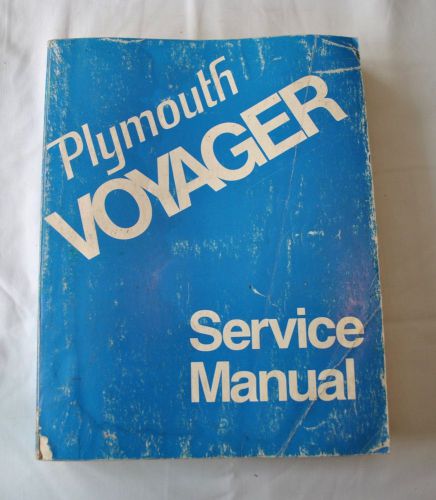 Plymouth
VOYAGER
Service
Manual